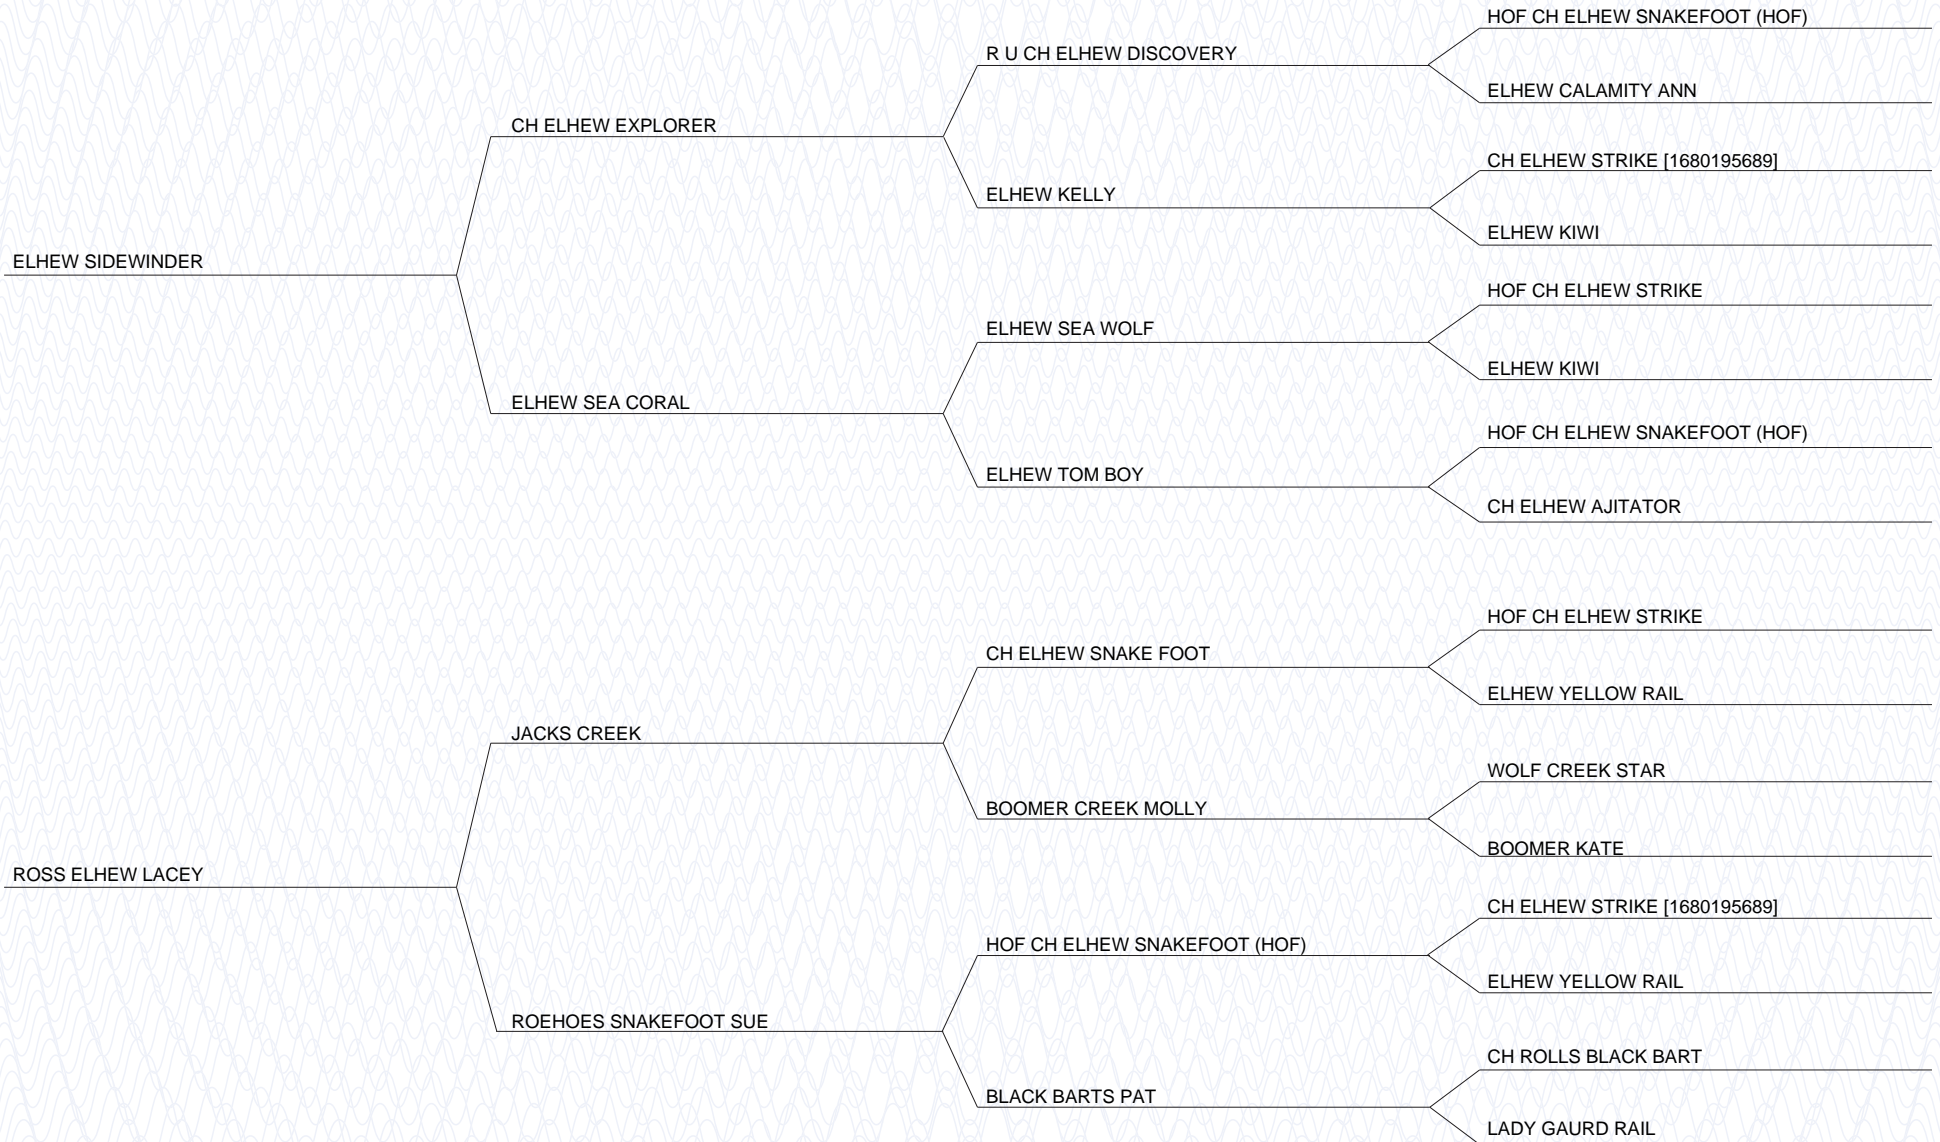 HOF CH ELHEW SNAKEFOOT (HOF)
R U CH ELHEW DISCOVERY
ELHEW CALAMITY ANN
CH ELHEW EXPLORER
CH ELHEW STRIKE [1680195689]
ELHEW KELLY
ELHEW KIWI
ELHEW SIDEWINDER
HOF CH ELHEW STRIKE
ELHEW SEA WOLF
ELHEW KIWI
ELHEW SEA CORAL
HOF CH ELHEW SNAKEFOOT (HOF)
ELHEW TOM BOY
CH ELHEW AJITATOR
HOF CH ELHEW STRIKE
CH ELHEW SNAKE FOOT
ELHEW YELLOW RAIL
JACKS CREEK
WOLF CREEK STAR
BOOMER CREEK MOLLY
BOOMER KATE
ROSS ELHEW LACEY
CH ELHEW STRIKE [1680195689]
HOF CH ELHEW SNAKEFOOT (HOF)
ELHEW YELLOW RAIL
ROEHOES SNAKEFOOT SUE
CH ROLLS BLACK BART
BLACK BARTS PAT
LADY GAURD RAIL